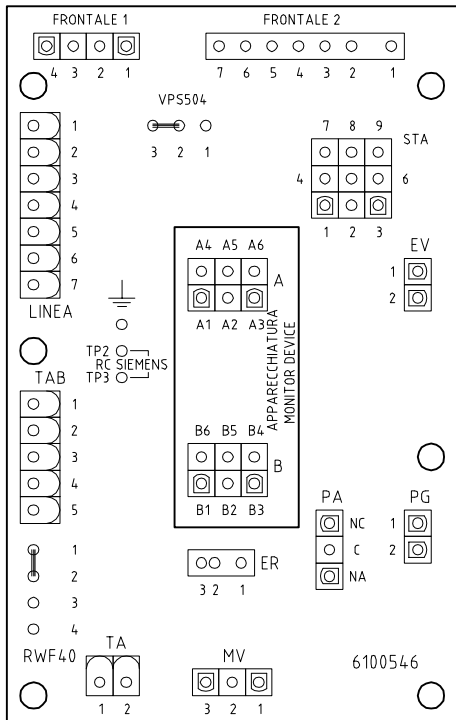 FRONTALE 1
FRONTALE 2
4 3 2 1
7 6 5 4 3 2 1
VPS504
3 2 1
1
2
3
4
5
6
7
LINEA
7 8 9
STA
4 6
1 2 3
EV
1
2
A4 A5 A6
A
A1 A2 A3
APPARECCHIATURA
MONITOR DEVICE
TP2
RC SIEMENS
TP3
TAB
1
2
3
4
5
B6 B5 B4
B
B1 B2 B3
PA
NC
C
NA
PG
1
2
1
2
3
4
RWF40
ER
3 2 1
TA
1 2
MV
3 2 1
6100546